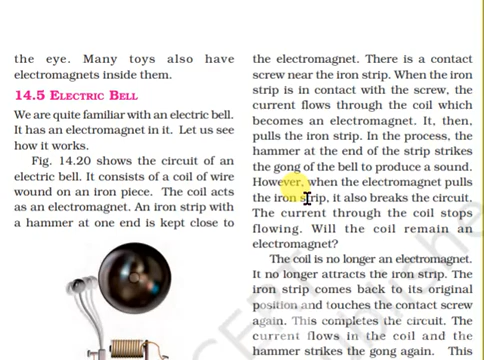 the eye. Many toys also have
electromagnets inside them.
14.5 ELECTRIC BELL
We are quite familiar with an electric bell.
It has an electromagnet in it. Let us see
how it works.
Fig. 14.20 shows the circuit of an
electric bell. It consists of a coil of wire
wound on an iron piece. The coil acts
as an electromagnet. An iron strip with
a hammer at one end is kept close to
the electromagnet. There is a contact
screw near the iron strip. When the iron
strip is in contact with the screw, the
current flows through the coil which
becomes an electromagnet. It, then,
pulls the iron strip. In the process, the
hammer at the end of the strip strikes
the gong of the bell to produce a sound.
However, when the electromagnet pulls
the iron strip, it also breaks the circuit.
The current through the coil stops
flowing. Will the coil remain an
electromagnet?
The coil is no longer an electromagnet.
It no longer attracts the iron strip. The
iron strip comes back to its original
position and touches the contact screw
again. This completes the circuit. The
current flows in the coil and the
hammer strikes the gong again. This